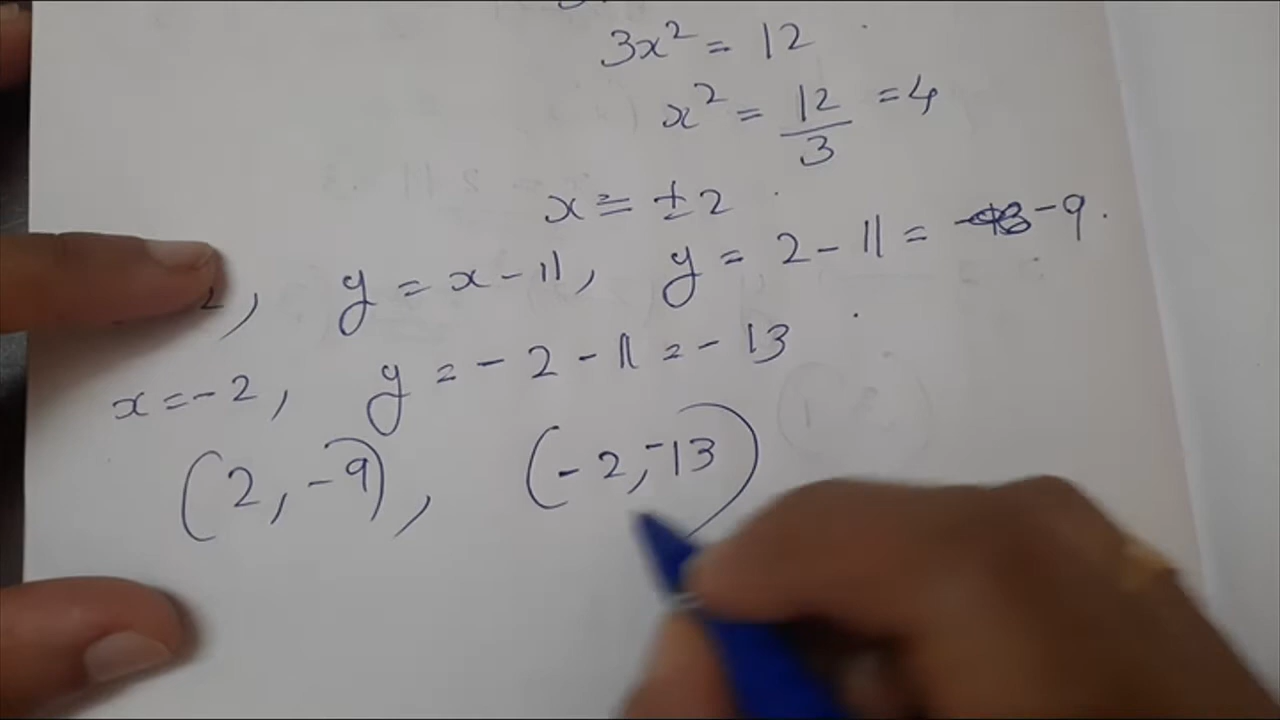 3x² = 12
x² = 12/3 = 4
x = ±2
2, y = x - 11, y = 2 - 11 = -9.
x = -2, y = -2 - 11 = -13
(2, -9), (-2, -13)